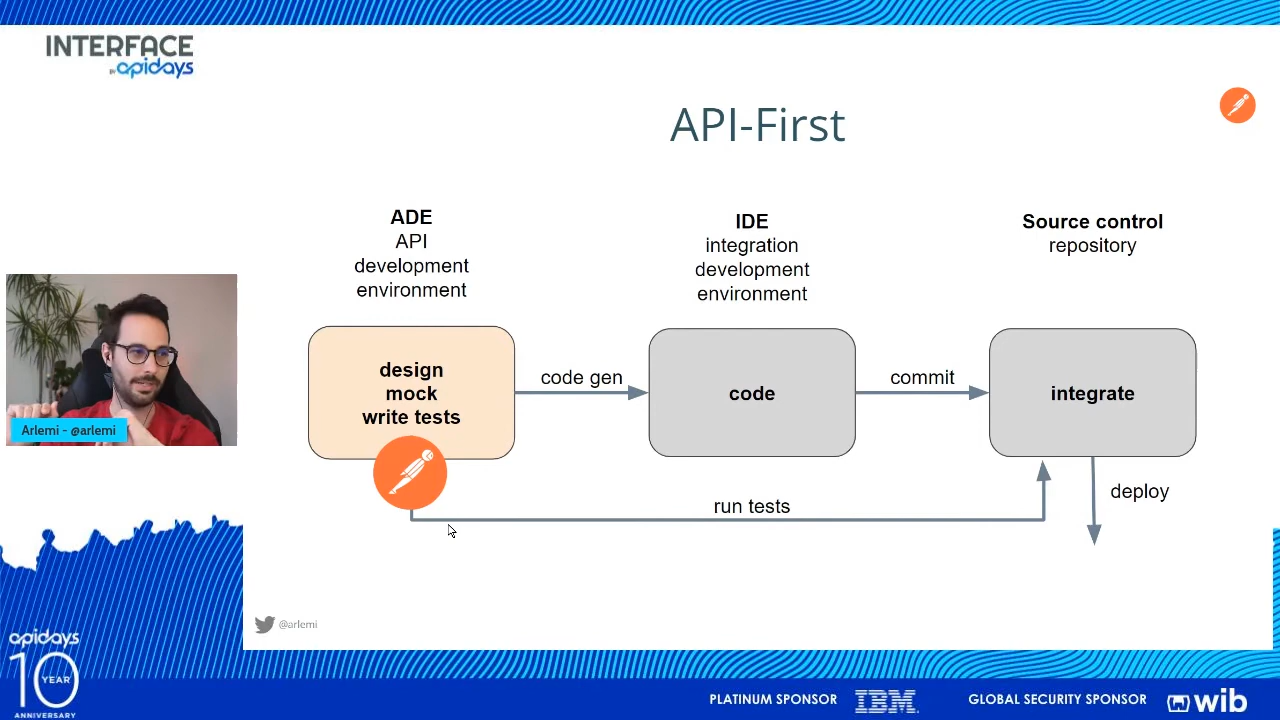 INTERFACE
BY apidays
API-First
ADE
API
development
environment
IDE
integration
development
environment
Source control
repository
design
mock
write tests
code gen
code
commit
integrate
run tests
deploy
Arlemi - @arlemi
@arlemi
apidays
10
YEAR
ANNIVERSARY
PLATINUM SPONSOR
IBM
GLOBAL SECURITY SPONSOR
wib